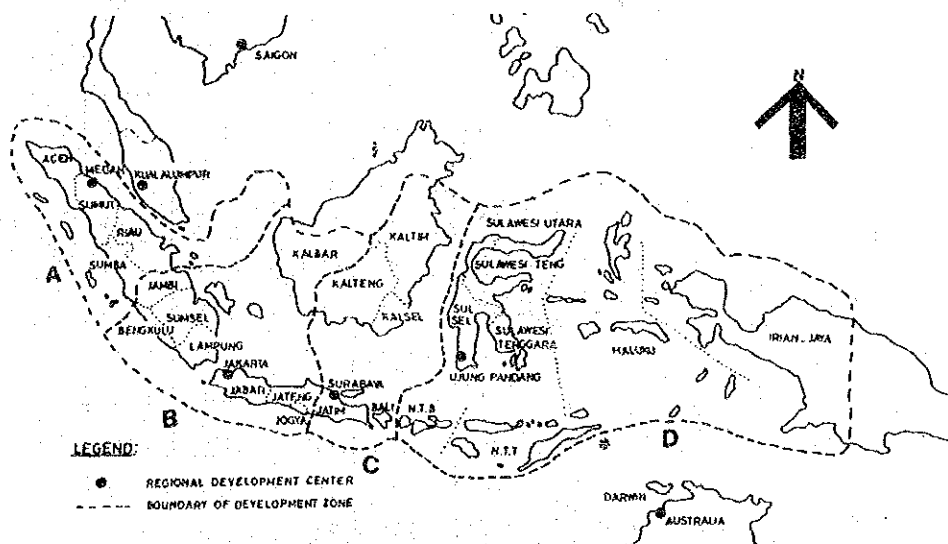 SAIGON
N
ACEH
MEDAN
KUALALUMPUR
SUMUT
RIAU
SUMBA
A
JAMBI
BENGKULU
SUMSEL
LAMPUNG
KALBAR
KALTIM
KALTENG
KALSEL
SULAWESI UTARA
SULAWESI TENG
SUL
SEL
SULAWESI
TENGGARA
UJUNG PANDANG
MALUKU
IRIAN JAYA
JAKARTA
JABAR
JATENG
JOGYA
SURABAYA
JATIM
BALI
N.T.B
N.T.T
B
C
D
LEGEND:
REGIONAL DEVELOPMENT CENTER
BOUNDARY OF DEVELOPMENT ZONE
DARWIN
AUSTRALIA